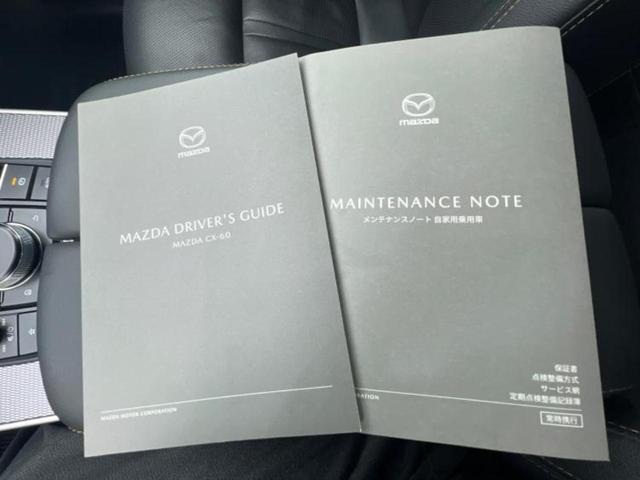 mazda
MAZDA DRIVER'S GUIDE
MAZDA CX-60
MAZDA MOTOR CORPORATION
mazda
MAINTENANCE NOTE
メンテナンスノート 自家用乗用車
保証書
点検整備方式
サービス網
定期点検整備記録簿
常時携行
ORATION